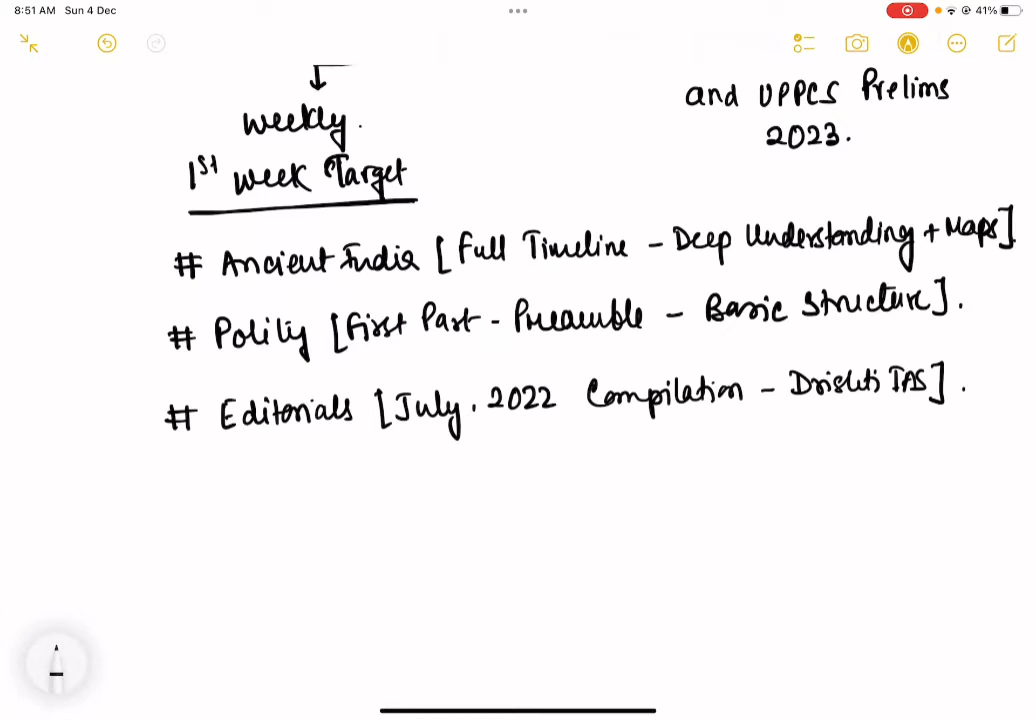 8:51 AM Sun 4 Dec
41%
and UPPCS Prelims
2023.
Weekly.
1st week Target
# Ancient India [Full Timeline - Deep Understanding + Maps]
# Polity [First Part - Preamble - Basic Structure].
# Editorials [July, 2022 Compilation - Drishti IAS].